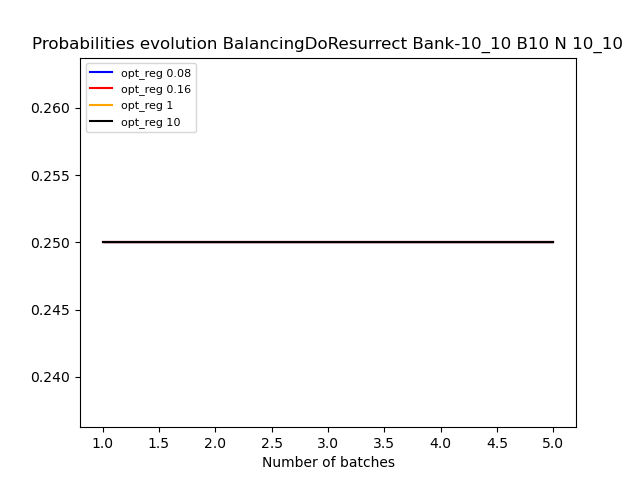 Probabilities evolution BalancingDoResurrect Bank-10_10 B10 N 10_10
opt_reg 0.08
opt_reg 0.16
opt_reg 1
opt_reg 10
0.260
0.255
0.250
0.245
0.240
1.0 1.5 2.0 2.5 3.0 3.5 4.0 4.5 5.0
Number of batches